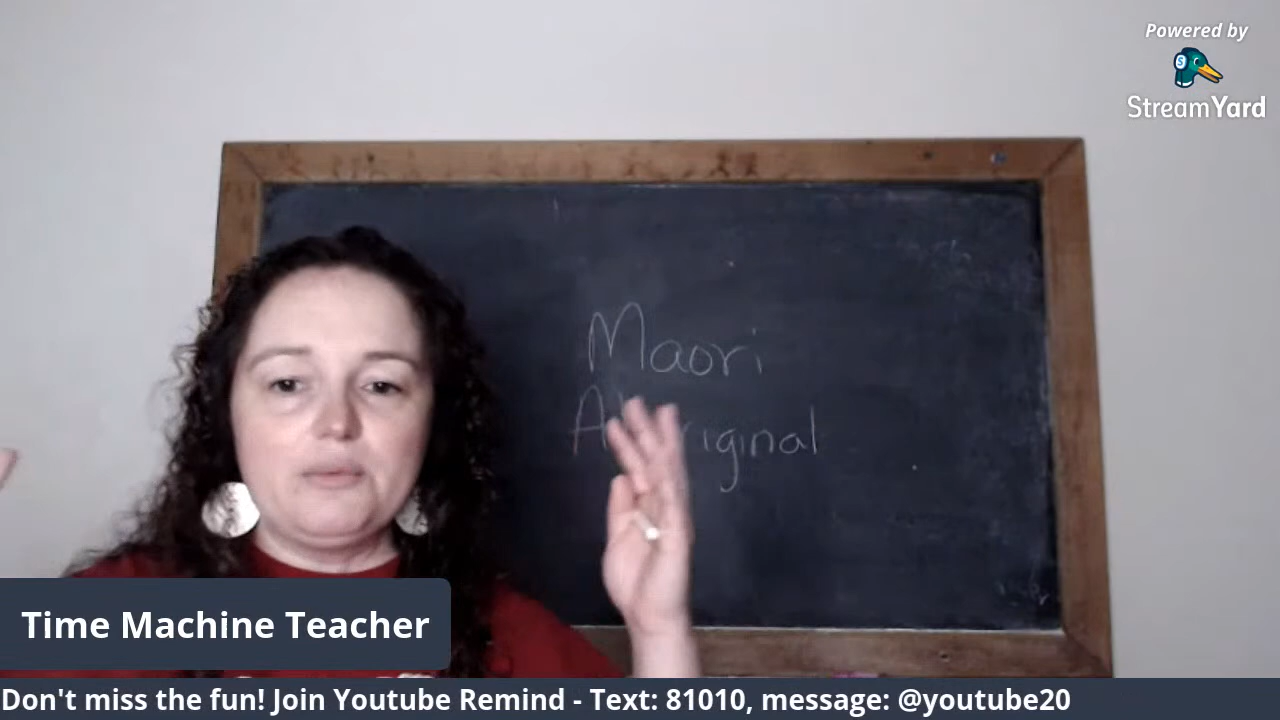 Powered by
StreamYard
Maori
Time Machine Teacher
Don't miss the fun! Join Youtube Remind - Text: 81010, message: @youtube20